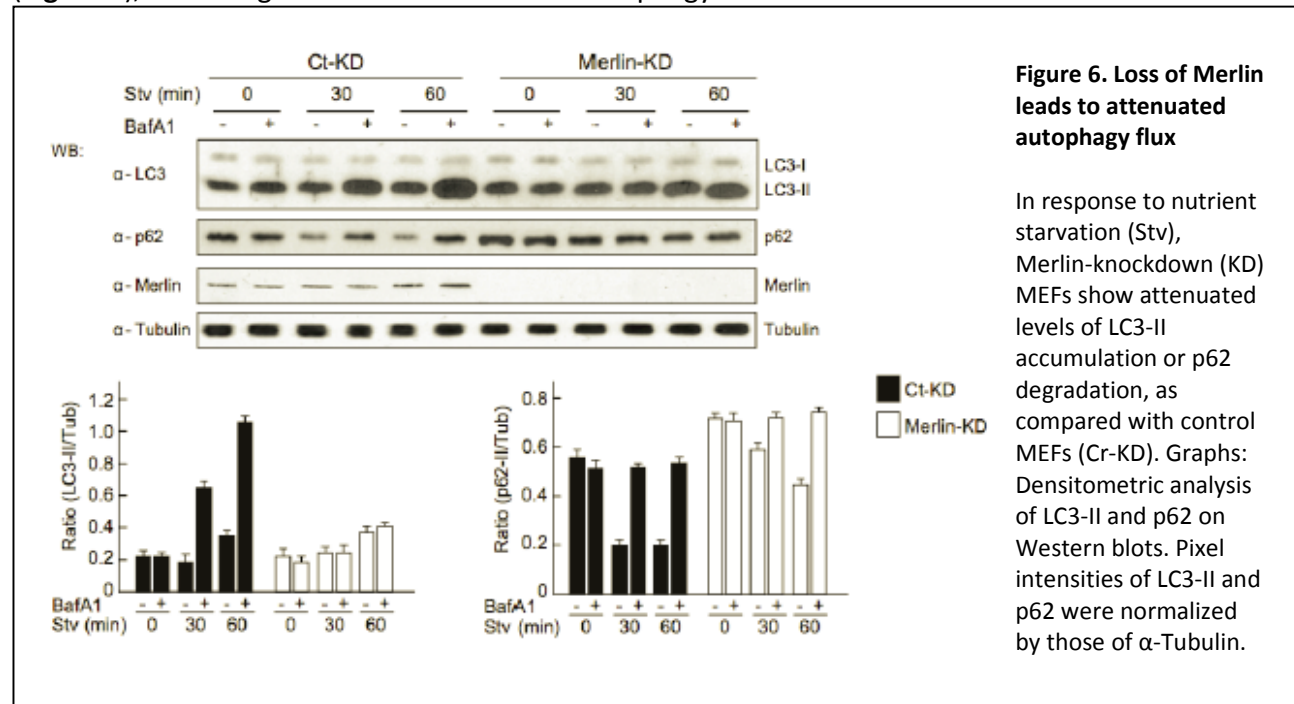 Ct-KD Merlin-KD
Stv (min) 0 30 60 0 30 60
BafA1 - + - + - + - + - + - +
WB:
α-LC3 LC3-I
LC3-II
α-p62 p62
α-Merlin Merlin
α-Tubulin Tubulin
Ratio (LC3-II/Tub)
1.2
1.0
0.8
0.6
0.4
0.2
0
BafA1 - + - + - + - + - + - +
Stv (min) 0 30 60 0 30 60
Ratio (p62-II/Tub)
0.8
0.6
0.4
0.2
0
BafA1 - + - + - + - + - + - +
Stv (min) 0 30 60 0 30 60
Ct-KD
Merlin-KD
Figure 6. Loss of Merlin
leads to attenuated
autophagy flux
In response to nutrient
starvation (Stv),
Merlin-knockdown (KD)
MEFs show attenuated
levels of LC3-II
accumulation or p62
degradation, as
compared with control
MEFs (Cr-KD). Graphs:
Densitometric analysis
of LC3-II and p62 on
Western blots. Pixel
intensities of LC3-II and
p62 were normalized
by those of α-Tubulin.